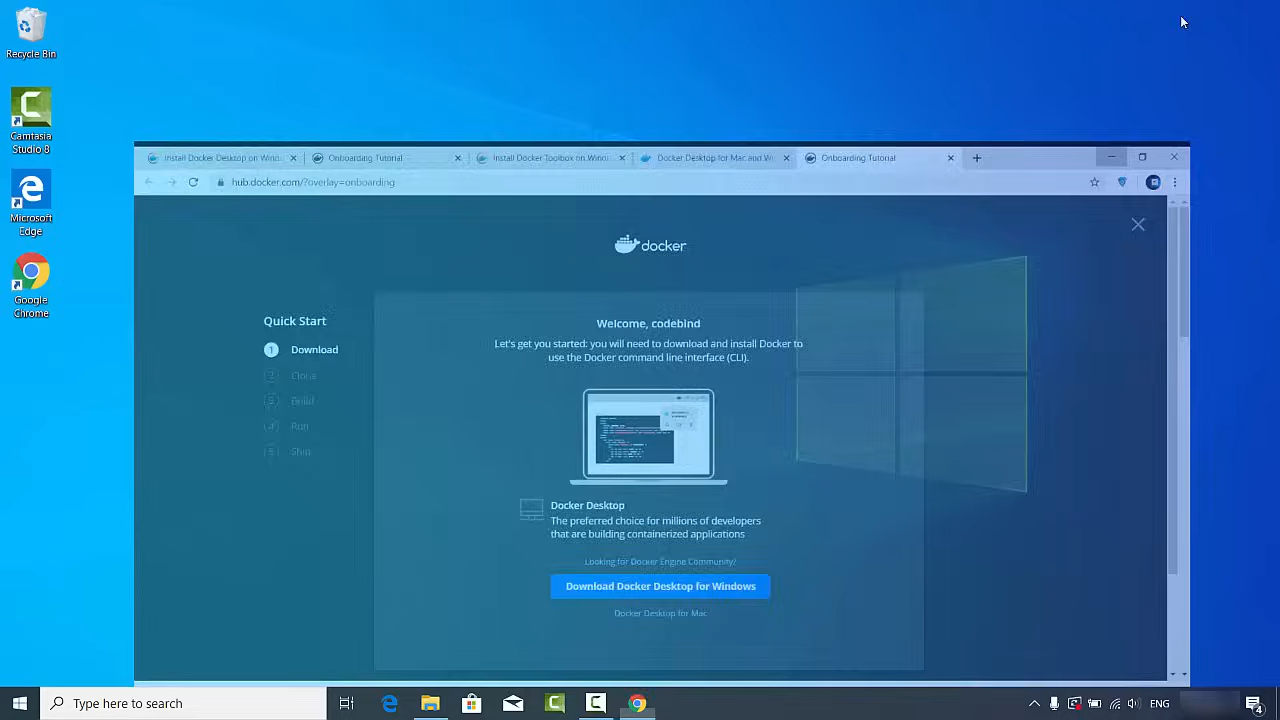 Recycle Bin
Camtasia
Studio 8
Microsoft
Edge
Google
Chrome
Install Docker Desktop on Wind
Onboarding Tutorial
Install Docker Toolbox on Wind
Docker Desktop for Mac and Wi
Onboarding Tutorial
hub.docker.com/?overlay=onboarding
docker
Quick Start
1 Download
2 Clone
3 Build
4 Run
5 Ship
Welcome, codebind
Let's get you started: you will need to download and install Docker to
use the Docker command line interface (CLI).
Docker Desktop
The preferred choice for millions of developers
that are building containerized applications
Looking for Docker Engine Community?
Download Docker Desktop for Windows
Docker Desktop for Mac
Type here to search
ENG